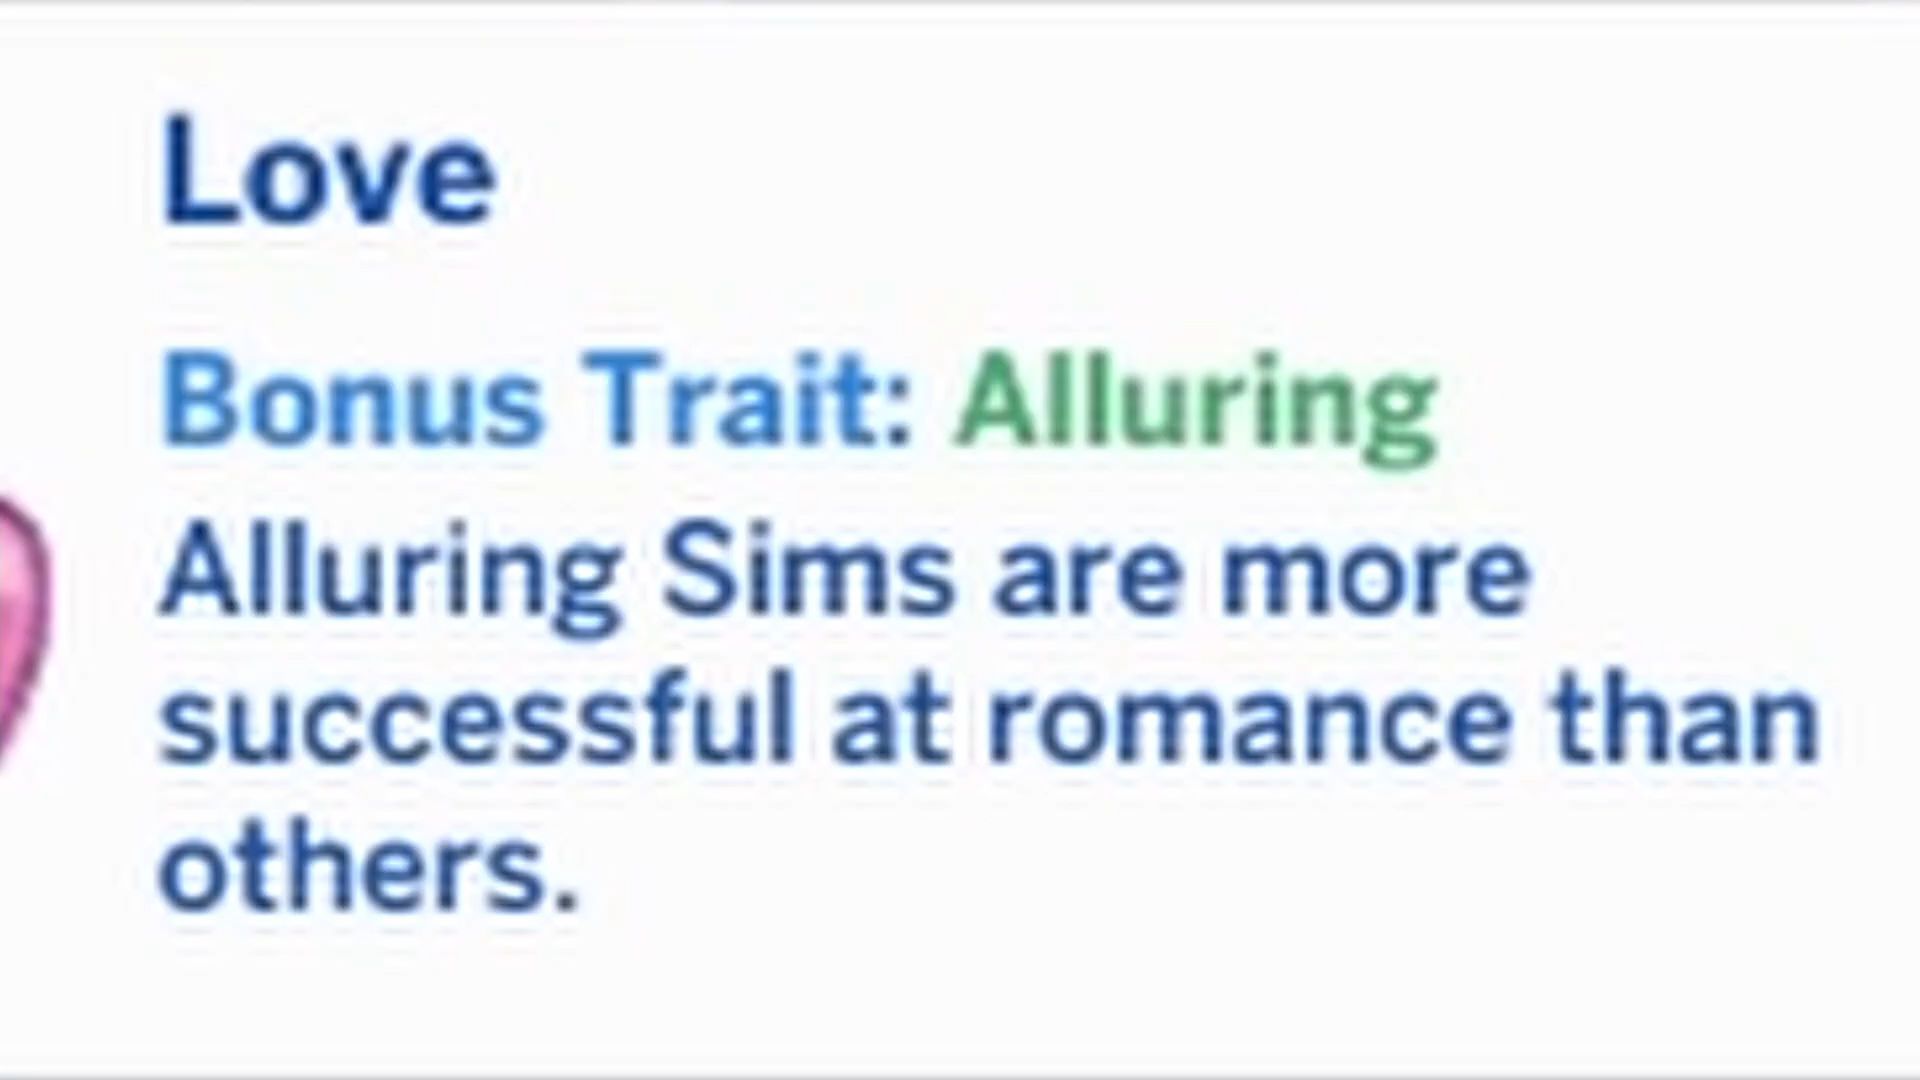 Love
Bonus Trait: Alluring
Alluring Sims are more
successful at romance than
others.